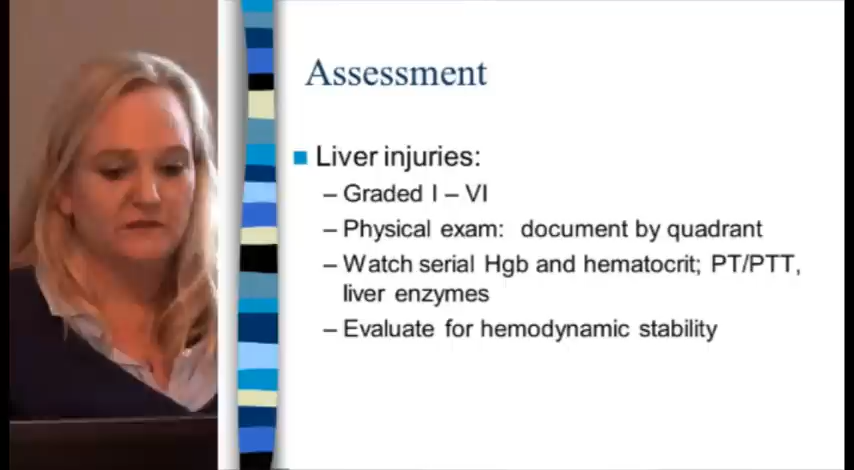 Assessment
Liver injuries:
– Graded I – VI
– Physical exam: document by quadrant
– Watch serial Hgb and hematocrit; PT/PTT,
liver enzymes
– Evaluate for hemodynamic stability